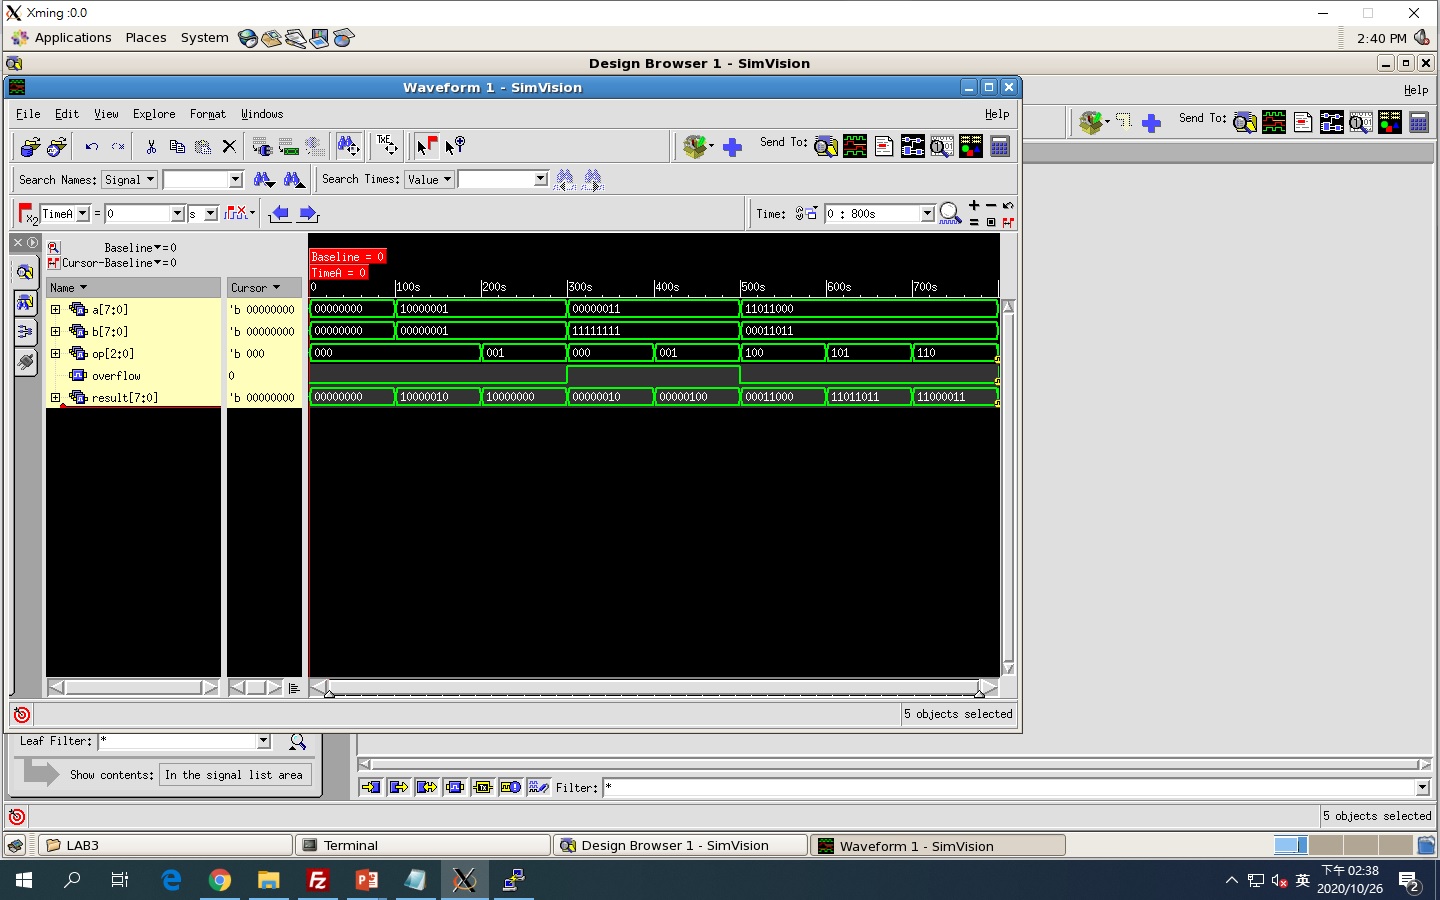 Xming :0.0
Applications Places System 2:40 PM
Design Browser 1 - SimVision
Waveform 1 - SimVision
Help
File Edit View Explore Format Windows Help
TXE
Send To:
Send To:
Search Names: Signal Search Times: Value
TimeA = 0 s Time: 0 : 800s
Baseline=0
Cursor-Baseline=0
Baseline = 0
TimeA = 0
Name Cursor 0 100s 200s 300s 400s 500s 600s 700s
a[7:0] 'b 00000000 00000000 10000001 00000011 11011000
b[7:0] 'b 00000000 00000000 00000001 11111111 00011011
op[2:0] 'b 000 000 001 000 001 100 101 110
overflow 0
result[7:0] 'b 00000000 00000000 10000010 10000000 00000010 00000100 00011000 11011011 11000011
5 objects selected
Leaf Filter: *
Show contents: In the signal list area
Filter: *
5 objects selected
LAB3 Terminal Design Browser 1 - SimVision Waveform 1 - SimVision
英 下午 02:38
2020/10/26
2